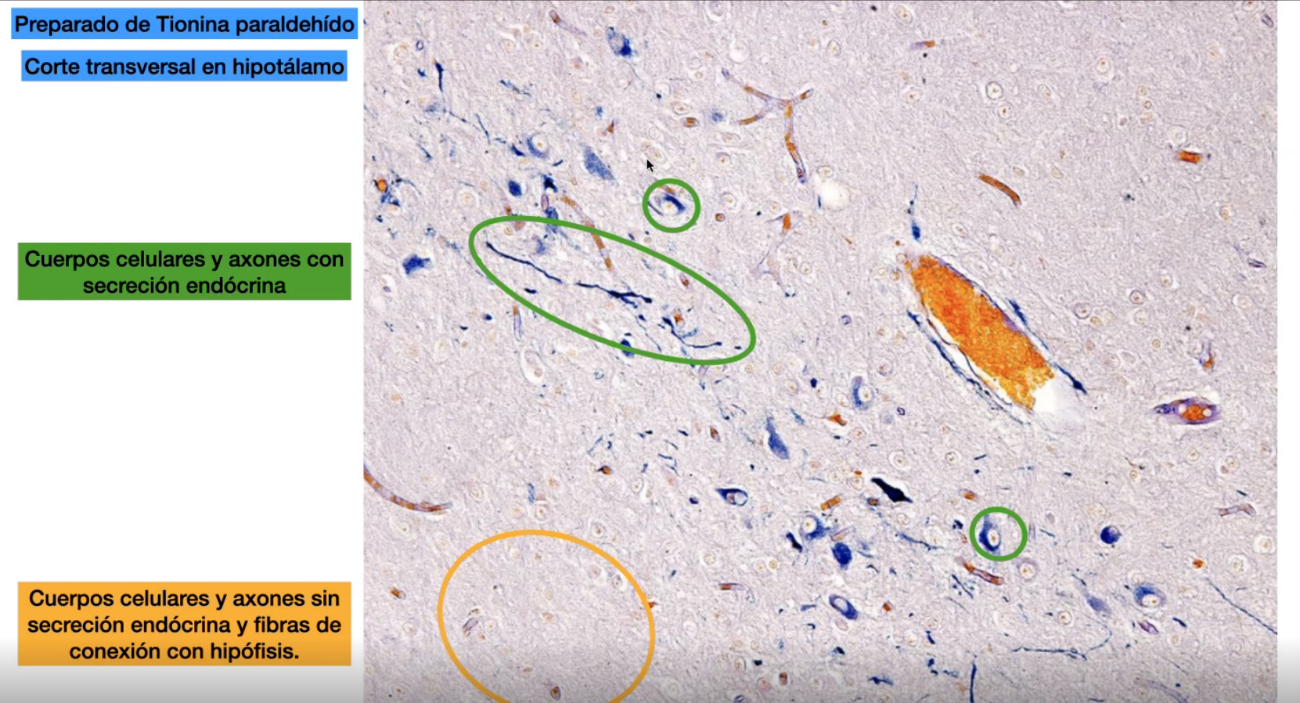 Preparado de Tionina paraldehído
Corte transversal en hipotálamo
Cuerpos celulares y axones con
secreción endócrina
Cuerpos celulares y axones sin
secreción endócrina y fibras de
conexión con hipófisis.